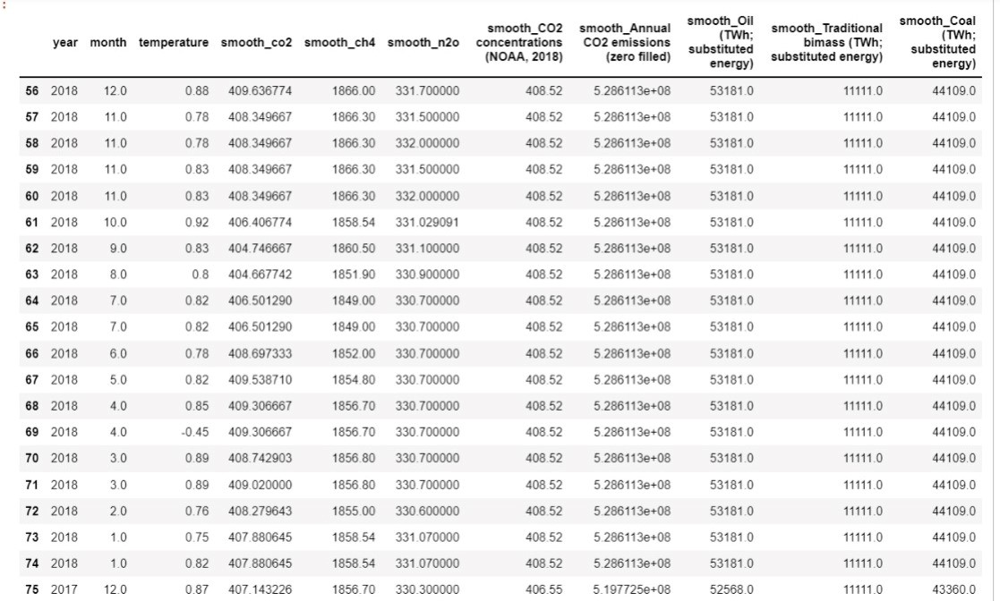 year month temperature smooth_co2 smooth_ch4 smooth_n2o smooth_CO2 concentrations (NOAA, 2018) smooth_Annual CO2 emissions (zero filled) smooth_Oil (TWh; substituted energy) smooth_Traditional bimass (TWh; substituted energy) smooth_Coal (TWh; substituted energy)
56 2018 12.0 0.88 409.636774 1866.00 331.700000 408.52 5.286113e+08 53181.0 11111.0 44109.0
57 2018 11.0 0.78 408.349667 1866.30 331.500000 408.52 5.286113e+08 53181.0 11111.0 44109.0
58 2018 11.0 0.78 408.349667 1866.30 332.000000 408.52 5.286113e+08 53181.0 11111.0 44109.0
59 2018 11.0 0.83 408.349667 1866.30 331.500000 408.52 5.286113e+08 53181.0 11111.0 44109.0
60 2018 11.0 0.83 408.349667 1866.30 332.000000 408.52 5.286113e+08 53181.0 11111.0 44109.0
61 2018 10.0 0.92 406.406774 1858.54 331.029091 408.52 5.286113e+08 53181.0 11111.0 44109.0
62 2018 9.0 0.83 404.746667 1860.50 331.100000 408.52 5.286113e+08 53181.0 11111.0 44109.0
63 2018 8.0 0.8 404.667742 1851.90 330.900000 408.52 5.286113e+08 53181.0 11111.0 44109.0
64 2018 7.0 0.82 406.501290 1849.00 330.700000 408.52 5.286113e+08 53181.0 11111.0 44109.0
65 2018 7.0 0.82 406.501290 1849.00 330.700000 408.52 5.286113e+08 53181.0 11111.0 44109.0
66 2018 6.0 0.78 408.697333 1852.00 330.700000 408.52 5.286113e+08 53181.0 11111.0 44109.0
67 2018 5.0 0.82 409.538710 1854.80 330.700000 408.52 5.286113e+08 53181.0 11111.0 44109.0
68 2018 4.0 0.85 409.306667 1856.70 330.700000 408.52 5.286113e+08 53181.0 11111.0 44109.0
69 2018 4.0 -0.45 409.306667 1856.70 330.700000 408.52 5.286113e+08 53181.0 11111.0 44109.0
70 2018 3.0 0.89 408.742903 1856.80 330.700000 408.52 5.286113e+08 53181.0 11111.0 44109.0
71 2018 3.0 0.89 409.020000 1856.80 330.700000 408.52 5.286113e+08 53181.0 11111.0 44109.0
72 2018 2.0 0.76 408.279643 1855.00 330.600000 408.52 5.286113e+08 53181.0 11111.0 44109.0
73 2018 1.0 0.75 407.880645 1858.54 331.070000 408.52 5.286113e+08 53181.0 11111.0 44109.0
74 2018 1.0 0.82 407.880645 1858.54 331.070000 408.52 5.286113e+08 53181.0 11111.0 44109.0
75 2017 12.0 0.87 407.143226 1856.70 330.300000 406.55 5.197725e+08 52568.0 11111.0 43360.0